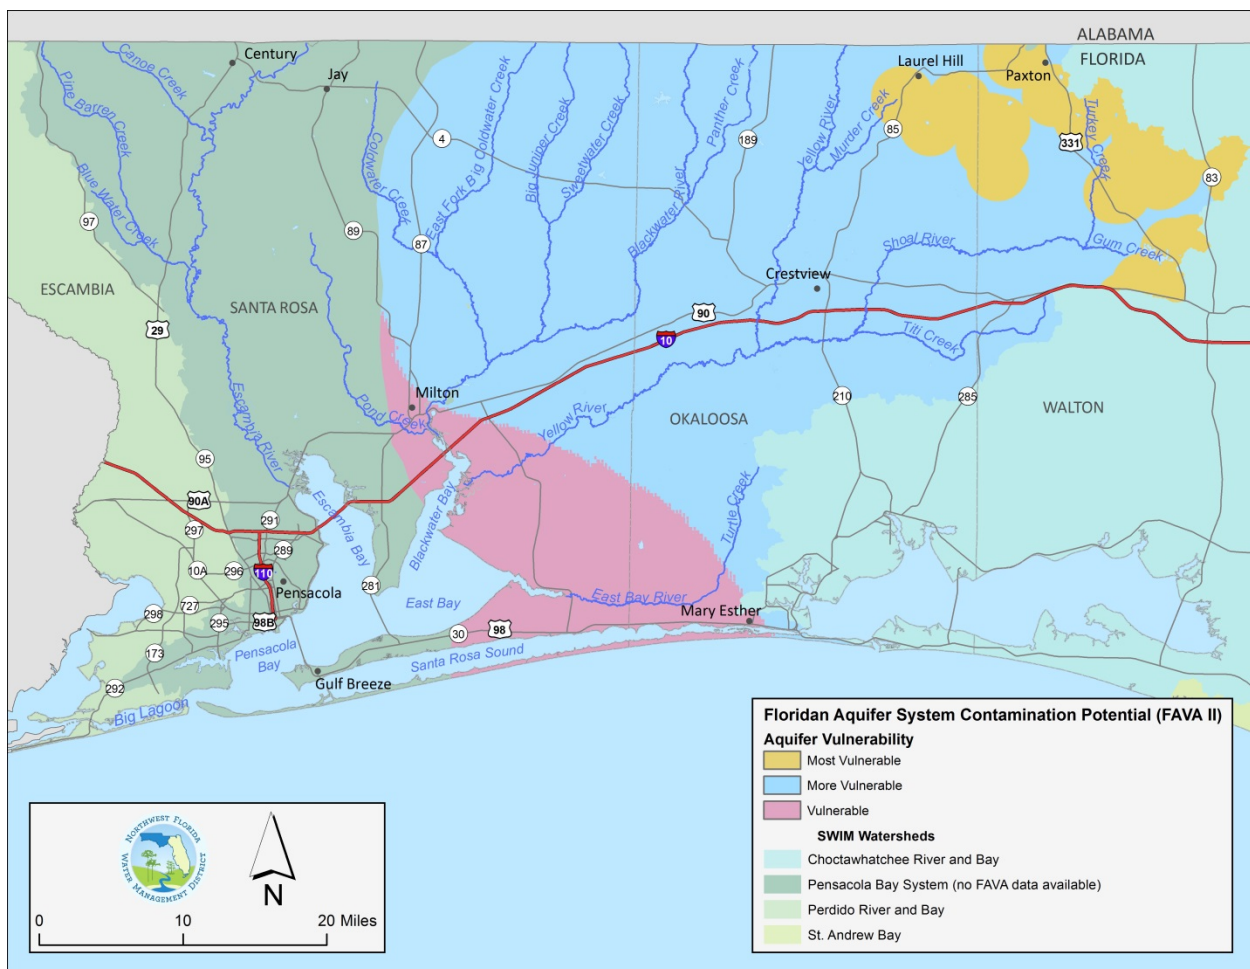 ALABAMA
FLORIDA
Century
Jay
Laurel Hill
Paxton
Canoe Creek
Pine Barren Creek
Blue Water Creek
Coldwater Creek
East Fork Big Coldwater Creek
Big Juniper Creek
Sweetwater Creek
Panther Creek
Blackwater River
Yellow River
Murder Creek
Turkey Creek
4
189
85
331
83
97
89
87
Shoal River
Gum Creek
Crestview
ESCAMBIA
SANTA ROSA
29
90
10
Titi Creek
Escambia River
Milton
Pond Creek
Yellow River
OKALOOSA
210
285
WALTON
95
90A
291
297
289
10A
296
110
Pensacola
Escambia Bay
Blackwater Bay
Turtle Creek
281
727
298
295
98B
173
292
East Bay
East Bay River
Mary Esther
30
98
Pensacola
Bay
Santa Rosa Sound
Gulf Breeze
Big Lagoon
Floridan Aquifer System Contamination Potential (FAVA II)
Aquifer Vulnerability
Most Vulnerable
More Vulnerable
Vulnerable
SWIM Watersheds
Choctawhatchee River and Bay
Pensacola Bay System (no FAVA data available)
Perdido River and Bay
St. Andrew Bay
NORTHWEST FLORIDA
WATER MANAGEMENT DISTRICT
N
0 10 20 Miles